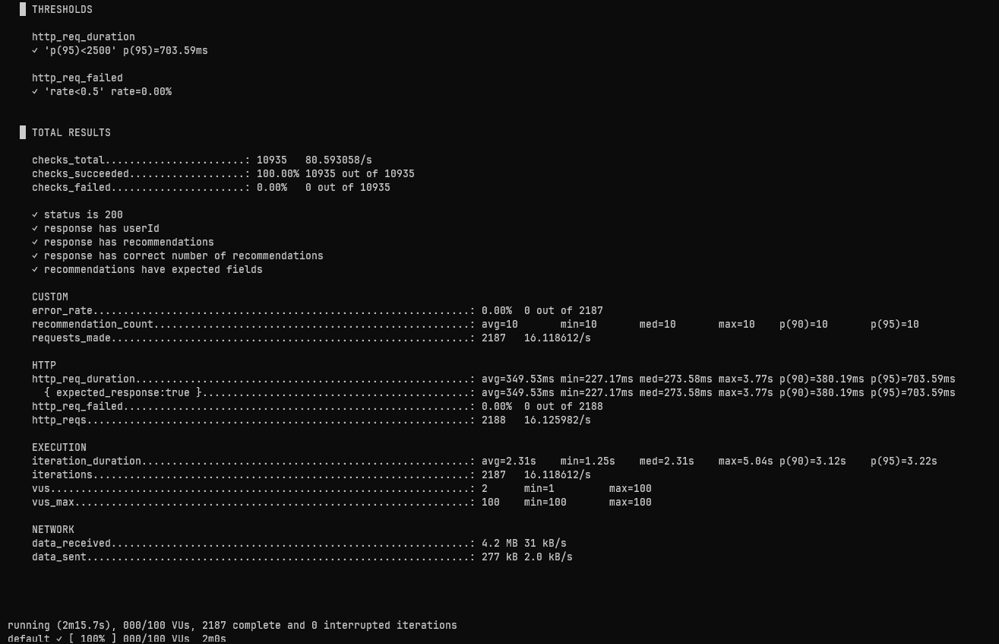 THRESHOLDS
http_req_duration
✓ 'p(95)<2500' p(95)=703.59ms
http_req_failed
✓ 'rate<0.5' rate=0.00%
TOTAL RESULTS
checks_total.......................: 10935   80.593058/s
checks_succeeded...................: 100.00% 10935 out of 10935
checks_failed......................: 0.00%   0 out of 10935
✓ status is 200
✓ response has userId
✓ response has recommendations
✓ response has correct number of recommendations
✓ recommendations have expected fields
CUSTOM
error_rate..............................................................: 0.00%  0 out of 2187
recommendation_count....................................................: avg=10       min=10       med=10       max=10    p(90)=10       p(95)=10
requests_made...........................................................: 2187   16.118612/s
HTTP
http_req_duration.......................................................: avg=349.53ms min=227.17ms med=273.58ms max=3.77s p(90)=380.19ms p(95)=703.59ms
{ expected_response:true }............................................: avg=349.53ms min=227.17ms med=273.58ms max=3.77s p(90)=380.19ms p(95)=703.59ms
http_req_failed.........................................................: 0.00%  0 out of 2188
http_reqs...............................................................: 2188   16.125982/s
EXECUTION
iteration_duration......................................................: avg=2.31s    min=1.25s    med=2.31s    max=5.04s p(90)=3.12s    p(95)=3.22s
iterations..............................................................: 2187   16.118612/s
vus.....................................................................: 2      min=1         max=100
vus_max.................................................................: 100    min=100       max=100
NETWORK
data_received...........................................................: 4.2 MB 31 kB/s
data_sent...............................................................: 277 kB 2.0 kB/s
running (2m15.7s), 000/100 VUs, 2187 complete and 0 interrupted iterations
default ✓ [ 100% ] 000/100 VUs  2m0s